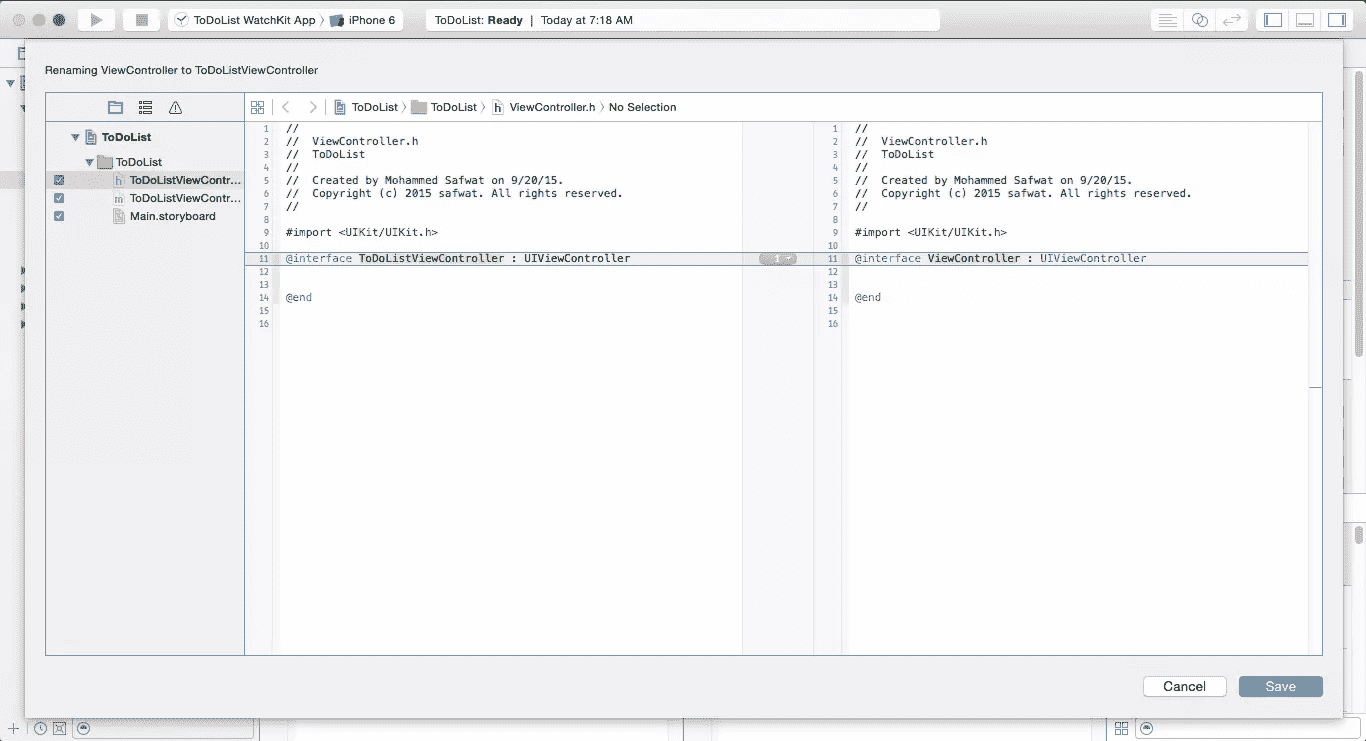 ToDoList WatchKit App 〉 iPhone 6
ToDoList: Ready | Today at 7:18 AM
Renaming ViewController to ToDoListViewController
ToDoList 〉 ToDoList 〉 h ViewController.h 〉 No Selection
ToDoList
ToDoList
h ToDoListViewContr...
m ToDoListViewContr...
Main.storyboard
1 //
2 //  ViewController.h
3 //  ToDoList
4 //
5 //  Created by Mohammed Safwat on 9/20/15.
6 //  Copyright (c) 2015 safwat. All rights reserved.
7 //
8
9 #import <UIKit/UIKit.h>
10
11 @interface ToDoListViewController : UIViewController
12
13
14 @end
15
16
1
1 //
2 //  ViewController.h
3 //  ToDoList
4 //
5 //  Created by Mohammed Safwat on 9/20/15.
6 //  Copyright (c) 2015 safwat. All rights reserved.
7 //
8
9 #import <UIKit/UIKit.h>
10
11 @interface ViewController : UIViewController
12
13
14 @end
15
16
Cancel
Save